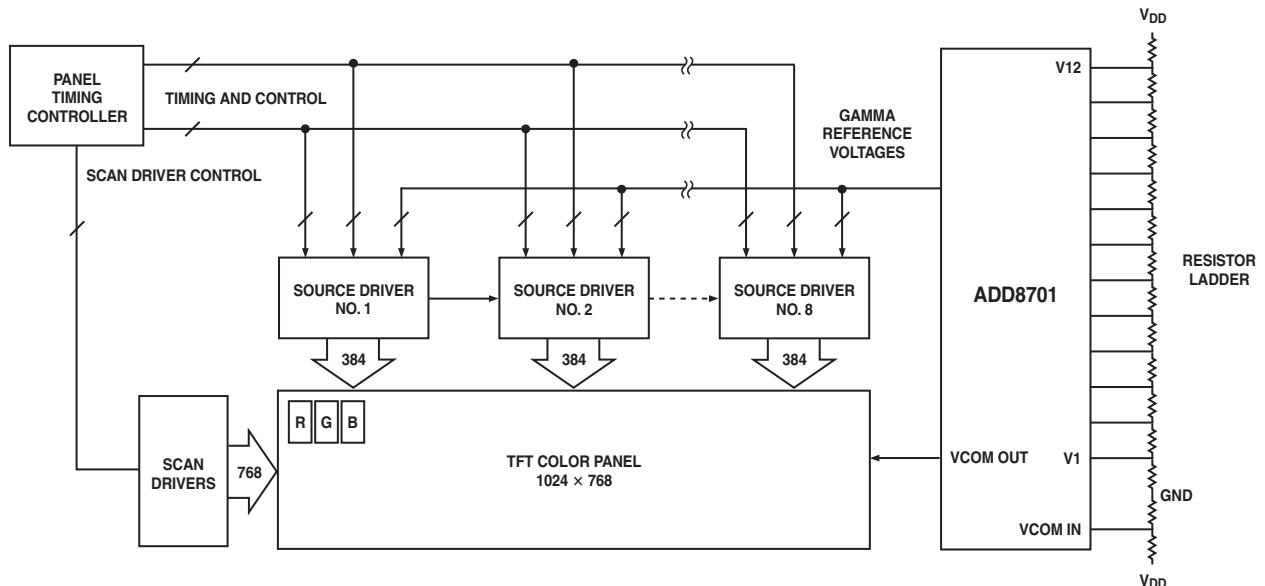 VDD
PANEL
TIMING
CONTROLLER
TIMING AND CONTROL
SCAN DRIVER CONTROL
GAMMA
REFERENCE
VOLTAGES
V12
ADD8701
RESISTOR
LADDER
SOURCE DRIVER
NO. 1
SOURCE DRIVER
NO. 2
SOURCE DRIVER
NO. 8
384
384
384
R G B
TFT COLOR PANEL
1024 × 768
SCAN
DRIVERS
768
VCOM OUT
V1
GND
VCOM IN
VDD